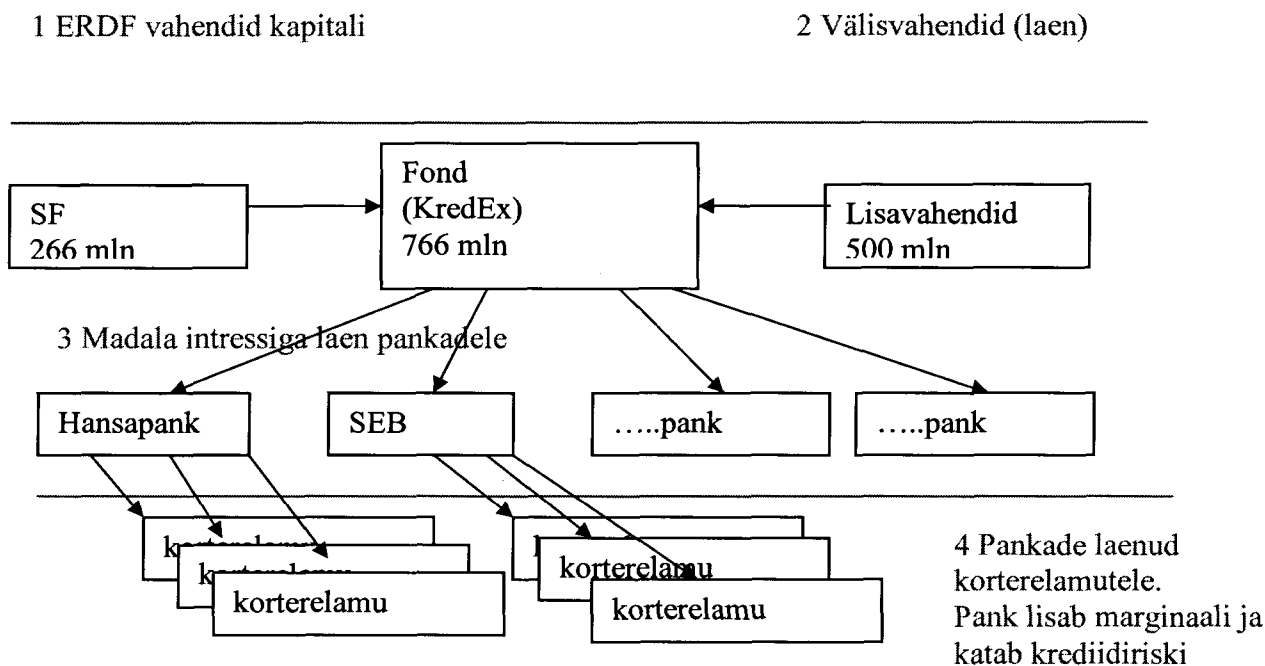 1 ERDF vahendid kapitali
2 Välisvahendid (laen)
SF
266 mln
Fond
(KredEx)
766 mln
Lisavahendid
500 mln
3 Madala intressiga laen pankadele
Hansapank
SEB
…..pank
…..pank
korterelamu
korterelamu
korterelamu
korterelamu
korterelamu
4 Pankade laenud
korterelamutele.
Pank lisab marginaali ja
katab krediidiriski